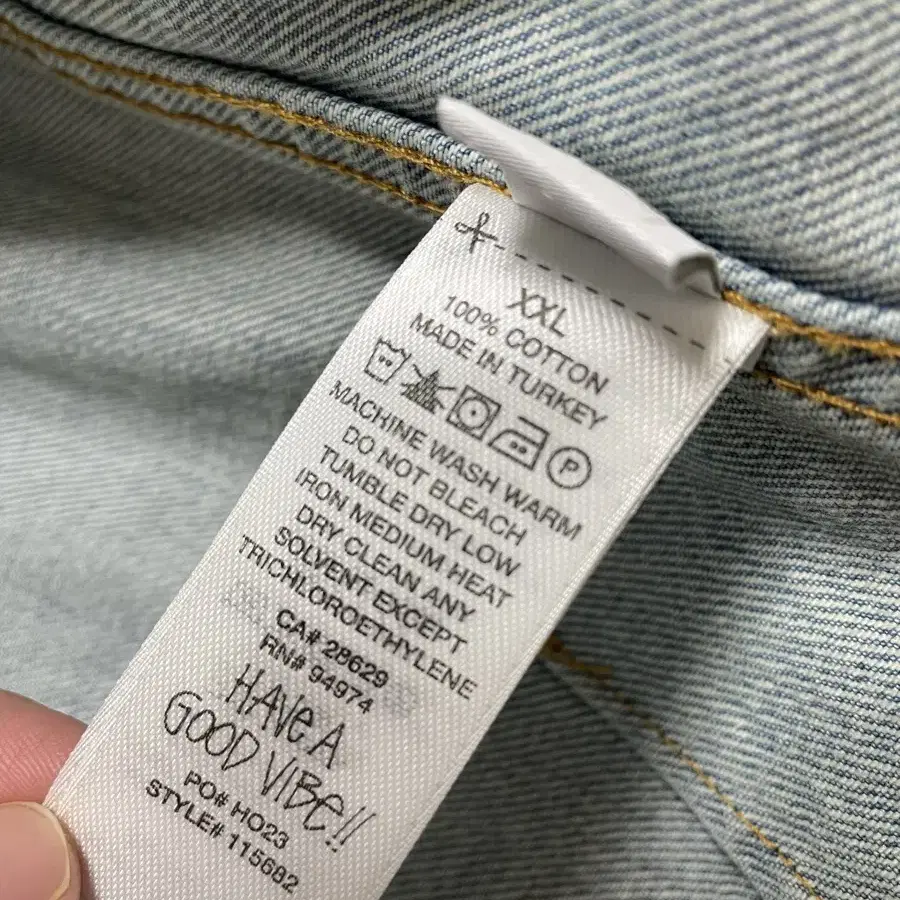 XXL
100% COTTON
MADE IN TURKEY
P
MACHINE WASH WARM
DO NOT BLEACH
TUMBLE DRY LOW
IRON MEDIUM HEAT
DRY CLEAN ANY
SOLVENT EXCEPT
TRICHLOROETHYLENE
CA# 28629
RN# 94974
HAVE A
GOOD VIBE!!
PO# HO23
STYLE# 115682